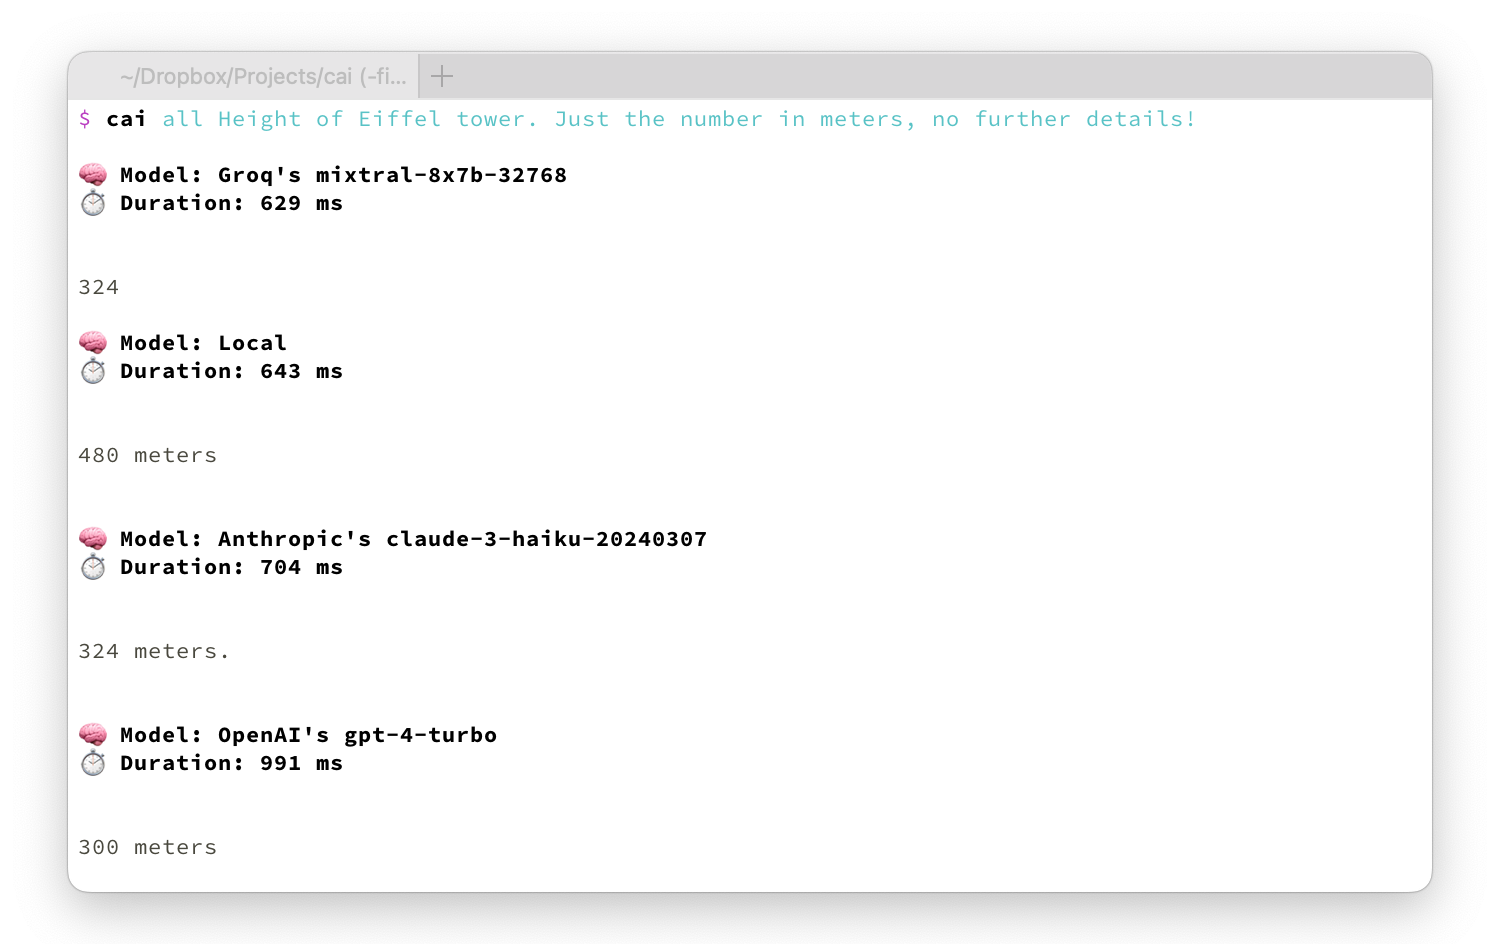 ~/Dropbox/Projects/cai (-fi...
$ cai all Height of Eiffel tower. Just the number in meters, no further details!
🧠 Model: Groq's mixtral-8x7b-32768
⏱️ Duration: 629 ms
324
🧠 Model: Local
⏱️ Duration: 643 ms
480 meters
🧠 Model: Anthropic's claude-3-haiku-20240307
⏱️ Duration: 704 ms
324 meters.
🧠 Model: OpenAI's gpt-4-turbo
⏱️ Duration: 991 ms
300 meters